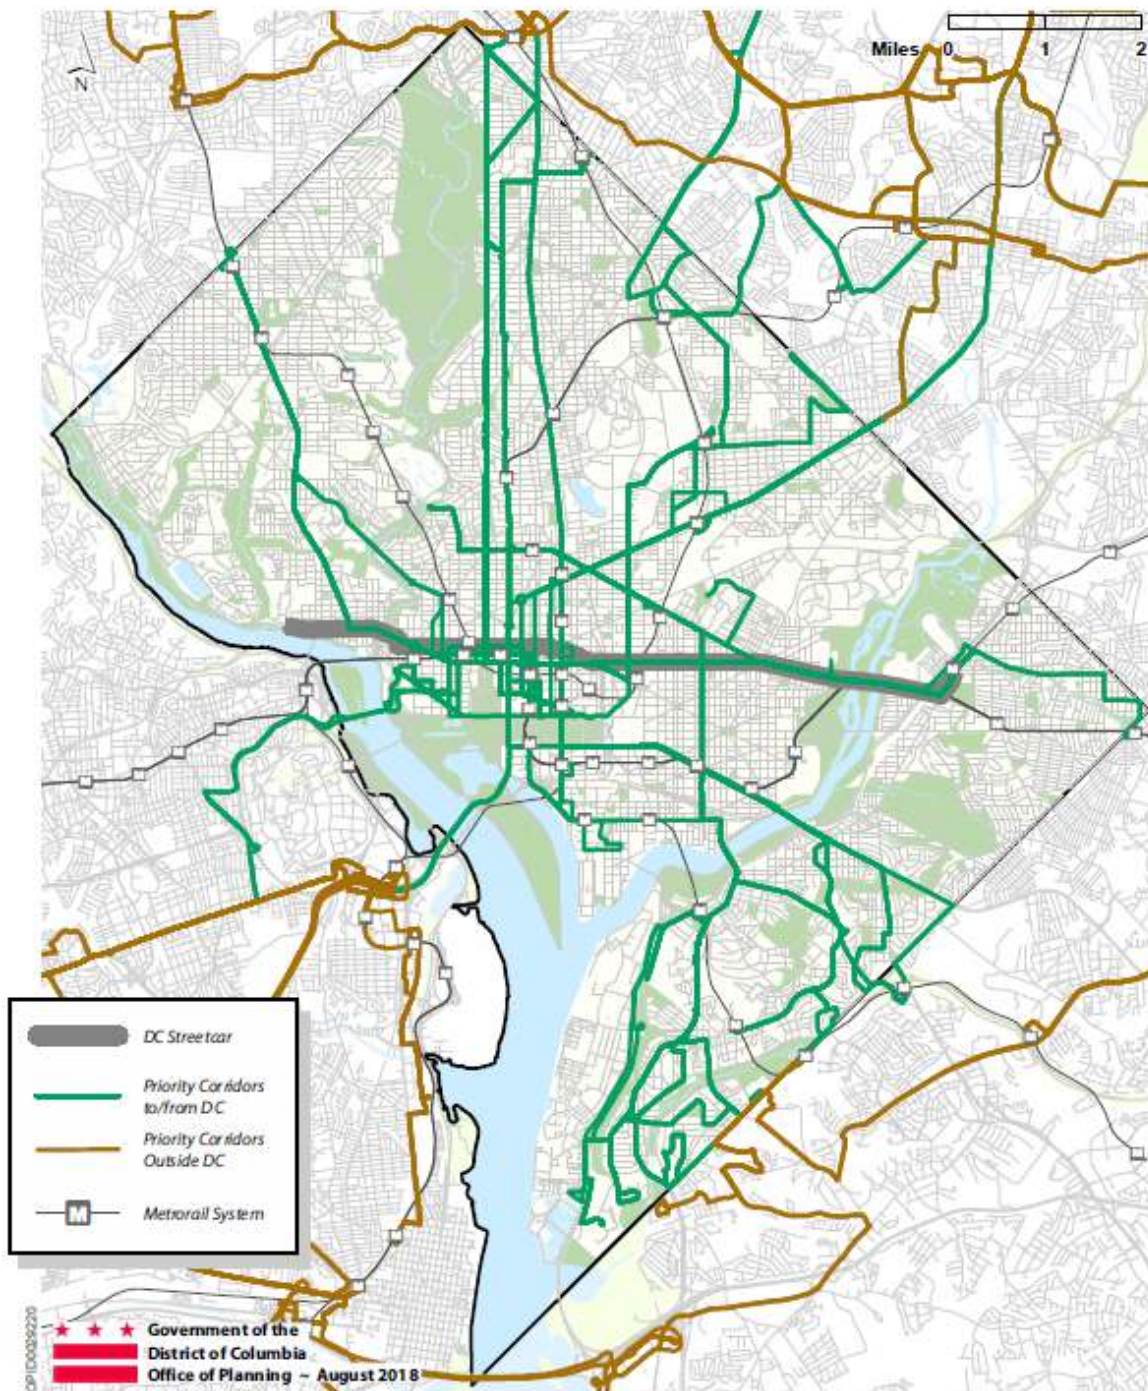 Miles 0 1 2
N
DC Streetcar
Priority Corridors
to/from DC
Priority Corridors
Outside DC
M Metrorail System
Government of the
District of Columbia
Office of Planning ~ August 2018